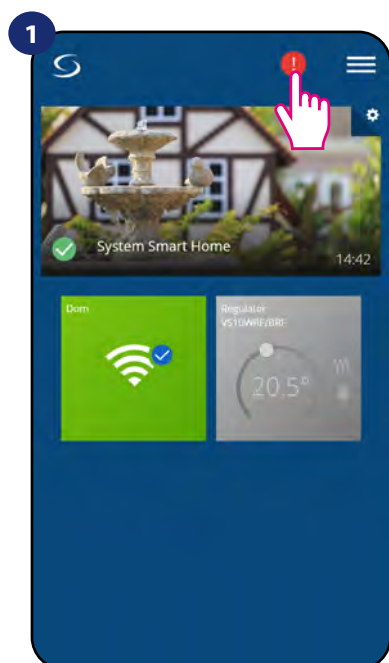 1
!
System Smart Home
14:42
Dom
Regulator
VS10WRF/BRF
20.5°